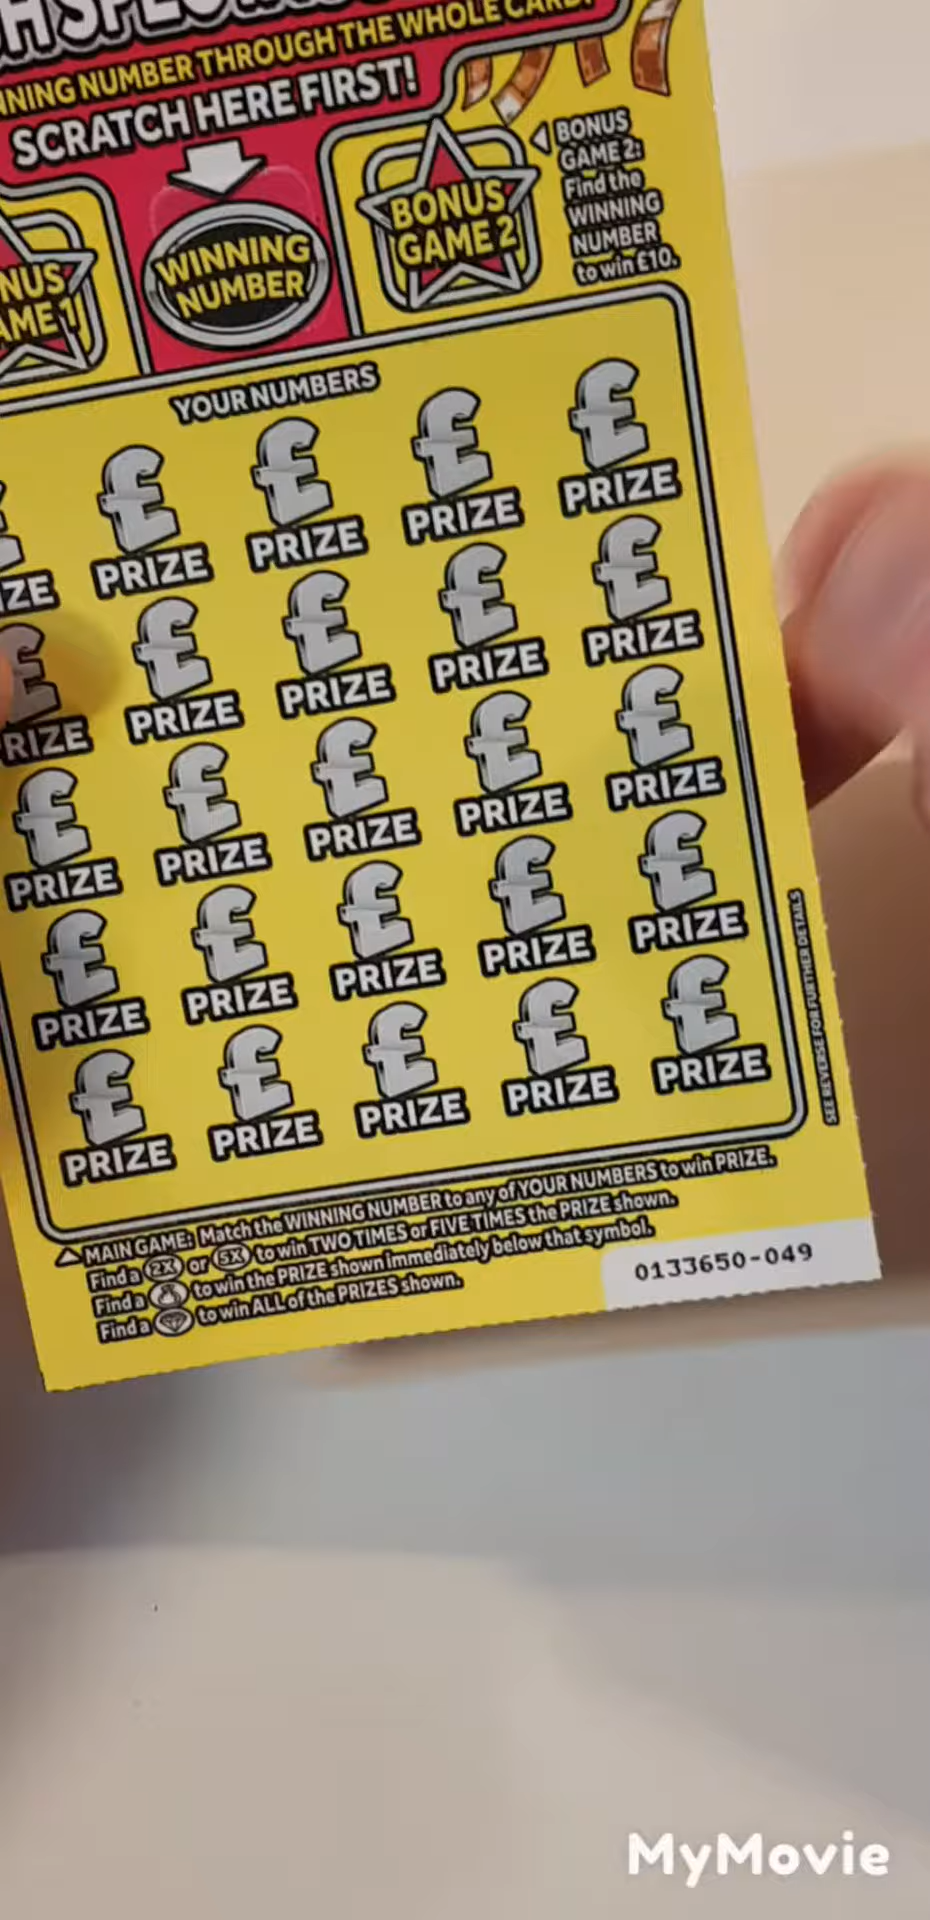 NUMBER THROUGH THE WHOLE CARD!
SCRATCH HERE FIRST!
WINNING
NUMBER
BONUS
GAME 2
BONUS
GAME 2:
Find the
WINNING
NUMBER
to win £10.
YOUR NUMBERS
£ £ £ £
PRIZE PRIZE PRIZE PRIZE
£ £ £ £ £
PRIZE PRIZE PRIZE PRIZE
£ £ £ £ £
PRIZE PRIZE PRIZE PRIZE PRIZE
£ £ £ £ £
PRIZE PRIZE PRIZE PRIZE PRIZE
£ £ £ £ £
PRIZE PRIZE PRIZE PRIZE PRIZE
MAIN GAME: Match the WINNING NUMBER to any of YOUR NUMBERS to win PRIZE.
Find a 2X or 5X to win TWO TIMES or FIVE TIMES the PRIZE shown.
Find a to win the PRIZE shown immediately below that symbol.
Find a to win ALL of the PRIZES shown.
0133650-049
SEE REVERSE FOR FURTHER DETAILS
MyMovie